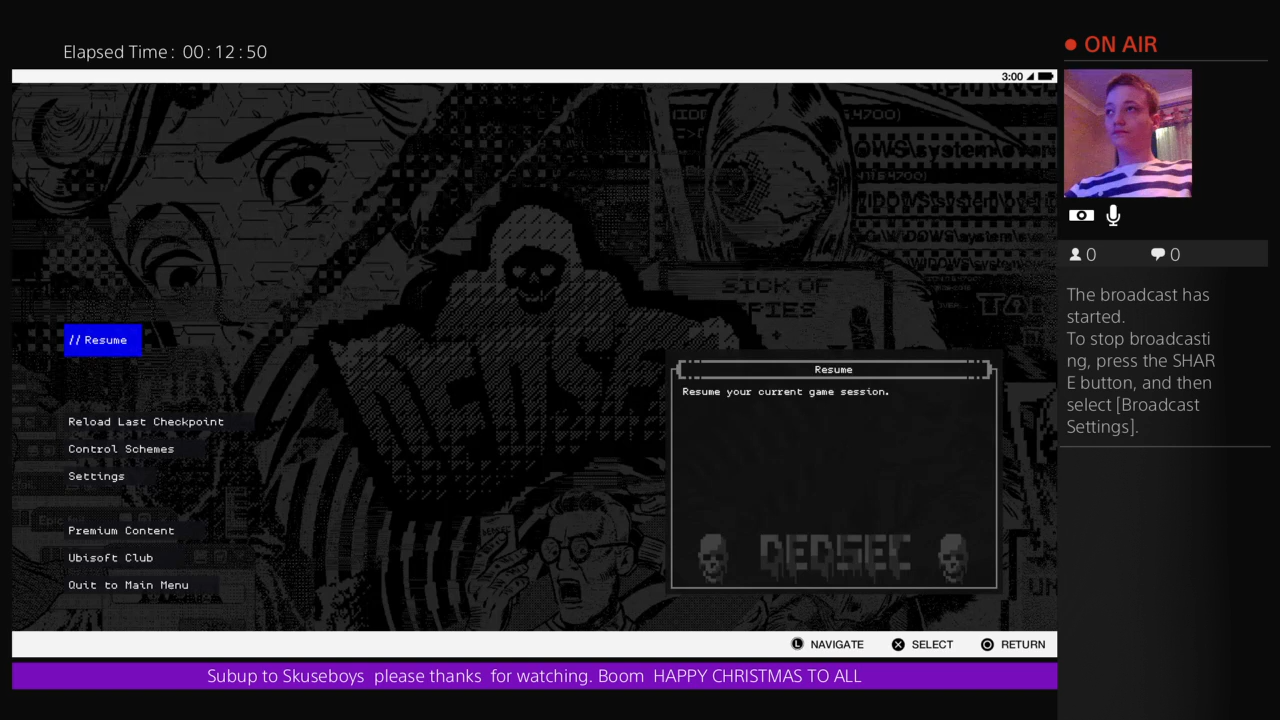 Elapsed Time: 00:12:50
ON AIR
3:00
0 0
SICK OF
// Resume
Resume
Resume your current game session.
Reload Last Checkpoint
Control Schemes
Settings
Premium Content
Ubisoft Club
Quit to Main Menu
DEDSEC
The broadcast has
started.
To stop broadcasti
ng, press the SHAR
E button, and then
select [Broadcast
Settings].
L NAVIGATE SELECT RETURN
Subup to Skuseboys please thanks for watching. Boom HAPPY CHRISTMAS TO ALL